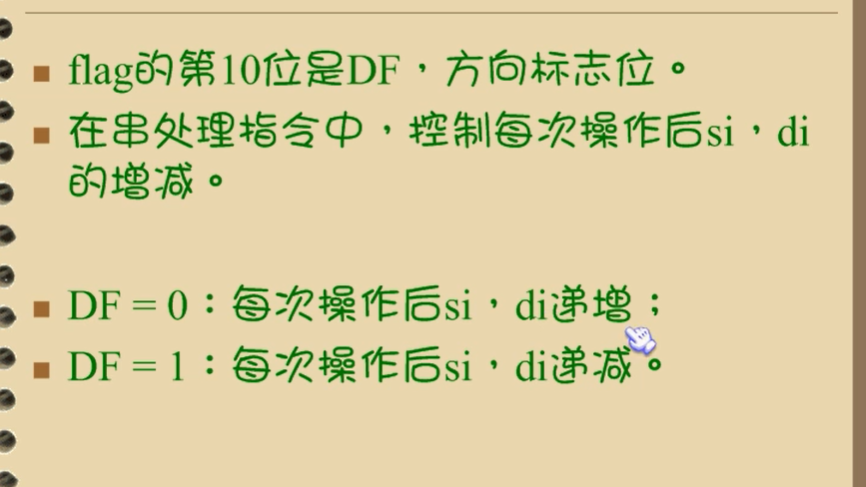 flag的第10位是DF，方向标志位。
在串处理指令中，控制每次操作后si，di
的增减。
DF = 0：每次操作后si，di递增；
DF = 1：每次操作后si，di递减。